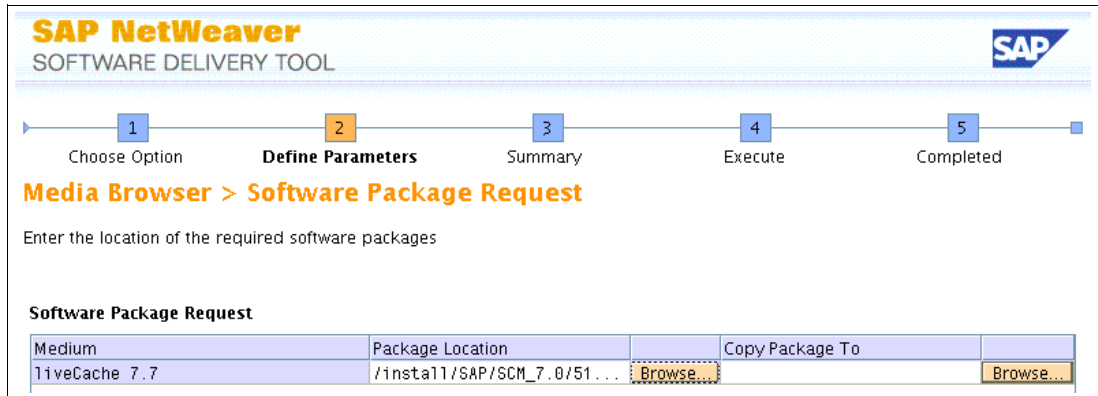 SAP NetWeaver
SOFTWARE DELIVERY TOOL
SAP
1 2 3 4 5
Choose Option Define Parameters Summary Execute Completed
Media Browser > Software Package Request
Enter the location of the required software packages
Software Package Request
Medium Package Location Copy Package To
liveCache 7.7 /install/SAP/SCM_7.0/51... Browse... Browse...